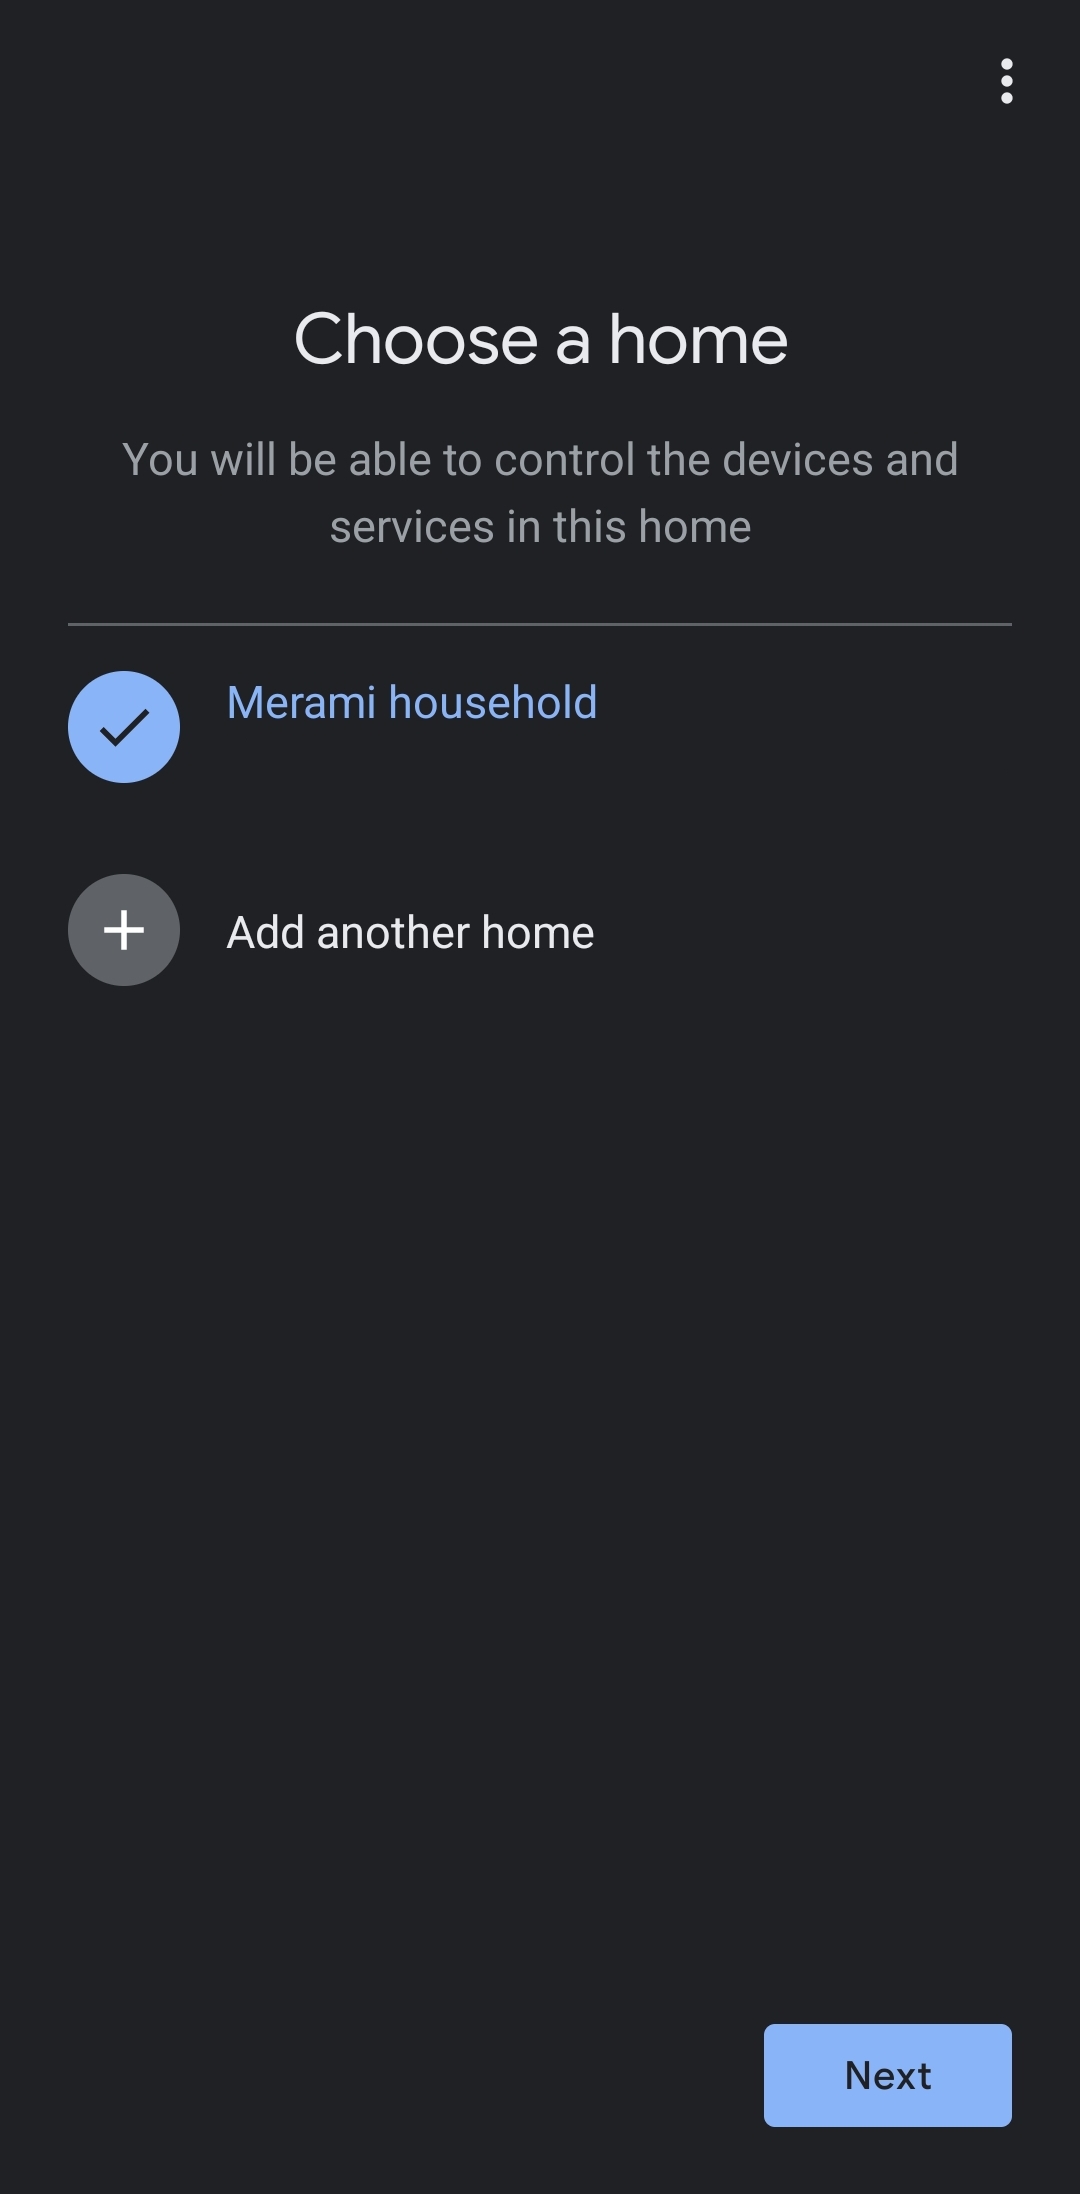 Choose a home
You will be able to control the devices and
services in this home
Merami household
Add another home
Next